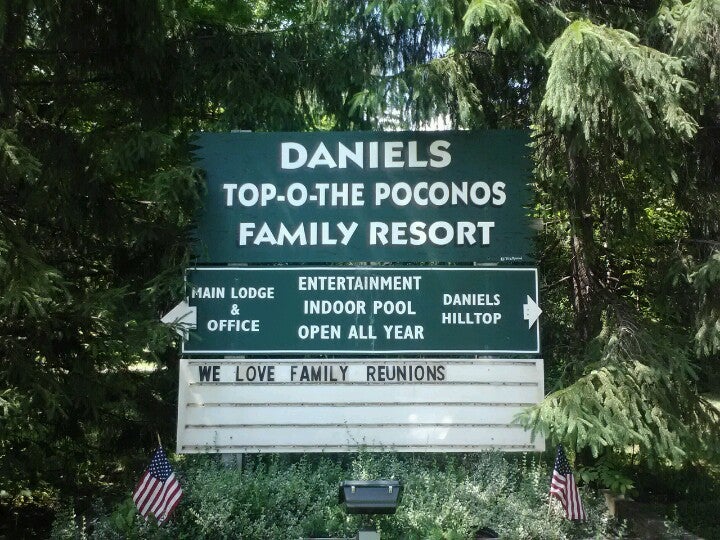 DANIELS
TOP-O-THE POCONOS
FAMILY RESORT
MAIN LODGE
&
OFFICE
ENTERTAINMENT
INDOOR POOL
OPEN ALL YEAR
DANIELS
HILLTOP
WE LOVE FAMILY REUNIONS